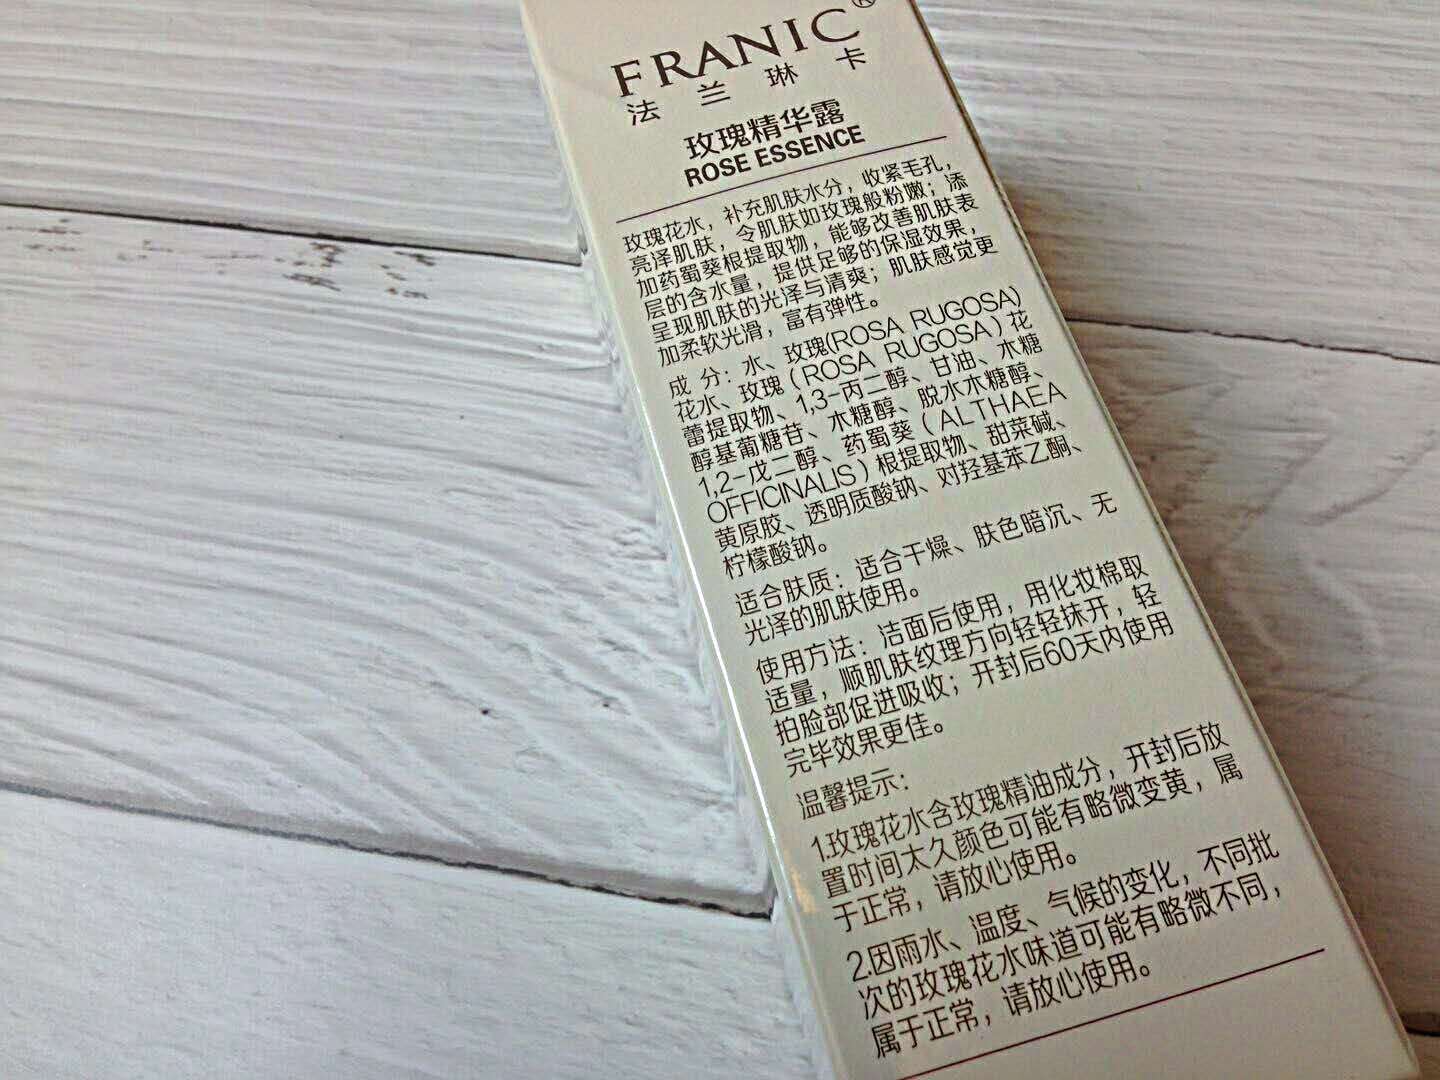 FRANIC®
法兰琳卡
玫瑰精华露
ROSE ESSENCE
玫瑰花水，补充肌肤水分，收紧毛孔，
亮泽肌肤，令肌肤如玫瑰般粉嫩；添
加药蜀葵根提取物，能够改善肌肤表
层的含水量，提供足够的保湿效果，
呈现肌肤的光泽与清爽；肌肤感觉更
加柔软光滑，富有弹性。
成 分：水、玫瑰(ROSA RUGOSA)
花水、玫瑰（ROSA RUGOSA）花
蕾提取物、1,3-丙二醇、甘油、木糖
醇基葡糖苷、木糖醇、脱水木糖醇、
1,2-戊二醇、药蜀葵（ALTHAEA
OFFICINALIS）根提取物、甜菜碱、
黄原胶、透明质酸钠、对羟基苯乙酮、
柠檬酸钠。
适合肤质：适合干燥、肤色暗沉、无
光泽的肌肤使用。
使用方法：洁面后使用，用化妆棉取
适量，顺肌肤纹理方向轻轻抹开，轻
拍脸部促进吸收；开封后60天内使用
完毕效果更佳。
温馨提示：
1.玫瑰花水含玫瑰精油成分，开封后放
置时间太久颜色可能有略微变黄，属
于正常，请放心使用。
2.因雨水、温度、气候的变化，不同批
次的玫瑰花水味道可能有略微不同，
属于正常，请放心使用。